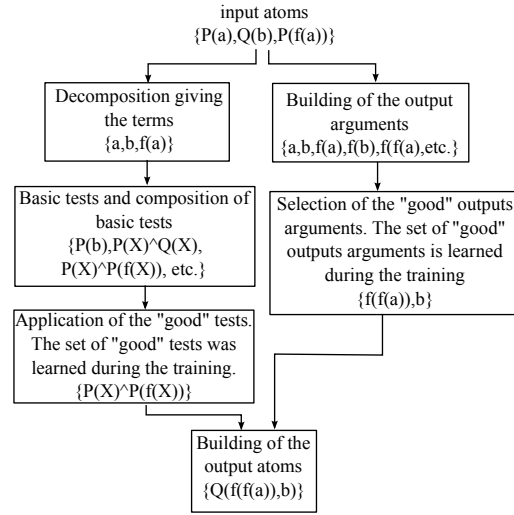 input atoms
{P(a),Q(b),P(f(a))}
Decomposition giving
the terms
{a,b,f(a)}
Basic tests and composition of
basic tests
{P(b),P(X)^Q(X),
P(X)^P(f(X)), etc.}
Application of the "good" tests.
The set of "good" tests was
learned during the training.
{P(X)^P(f(X))}
Building of the output
arguments
{a,b,f(a),f(b),f(f(a),etc.}
Selection of the "good" outputs
arguments. The set of "good"
outputs arguments is learned
during the training
{f(f(a)),b}
Building of the
output atoms
{Q(f(f(a)),b)}